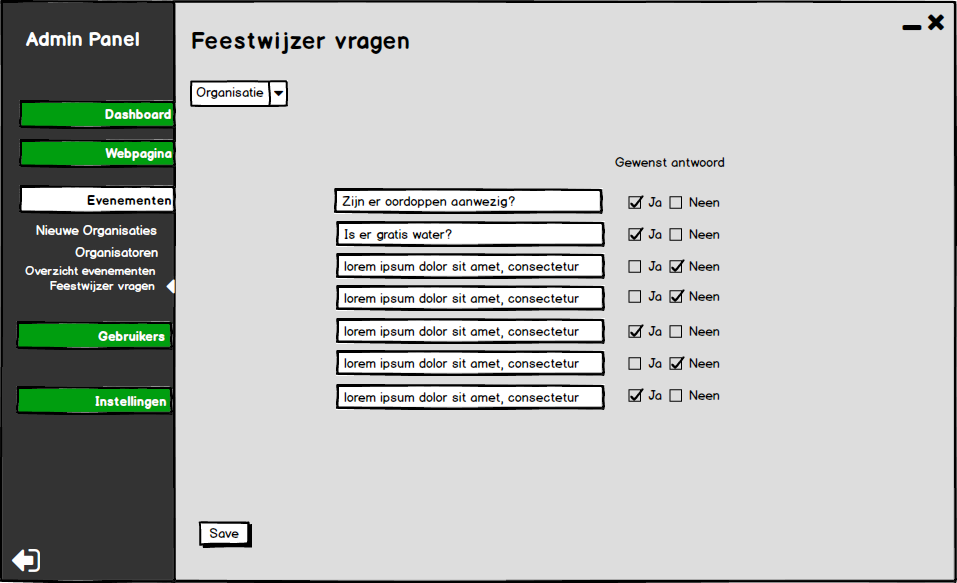 Admin Panel
Dashboard
Webpagina
Evenementen
Nieuwe Organisaties
Organisatoren
Overzicht evenementen
Feestwijzer vragen
Gebruikers
Instellingen
Feestwijzer vragen
Organisatie
Gewenst antwoord
Zijn er oordoppen aanwezig? Ja Neen
Is er gratis water? Ja Neen
lorem ipsum dolor sit amet, consectetur Ja Neen
lorem ipsum dolor sit amet, consectetur Ja Neen
lorem ipsum dolor sit amet, consectetur Ja Neen
lorem ipsum dolor sit amet, consectetur Ja Neen
lorem ipsum dolor sit amet, consectetur Ja Neen
Save